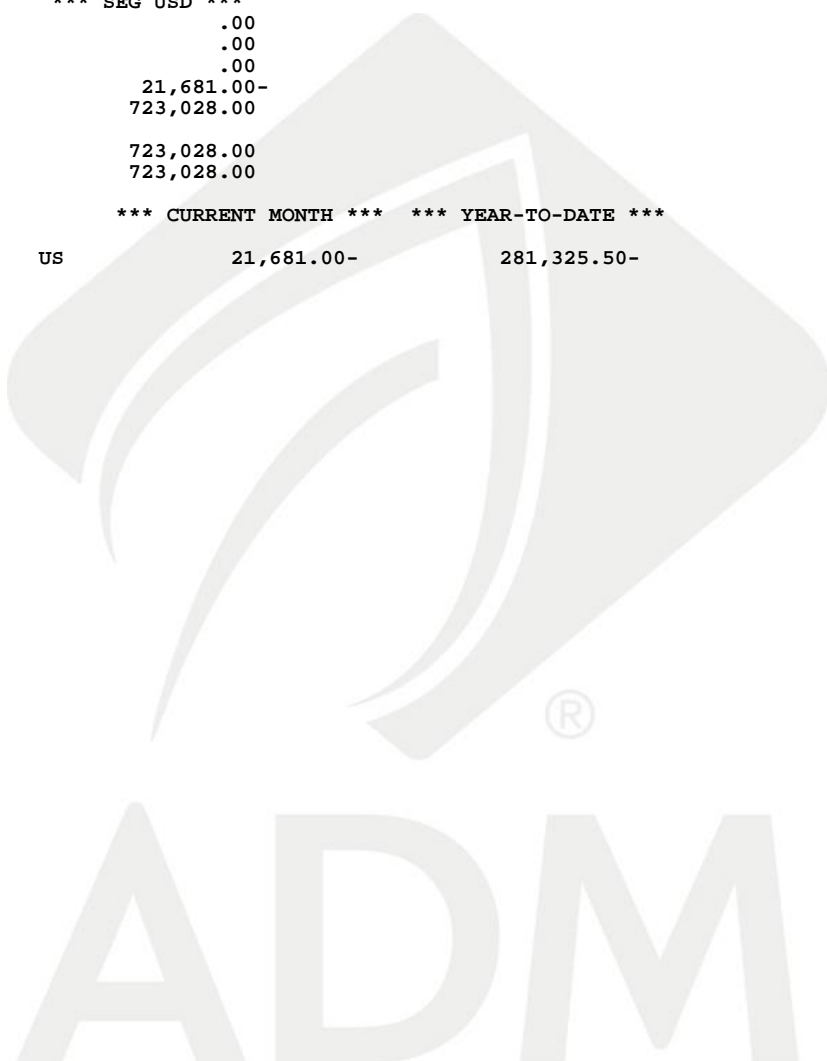 *** SEG USD ***
.00
.00
.00
21,681.00-
723,028.00
723,028.00
723,028.00
*** CURRENT MONTH *** *** YEAR-TO-DATE ***
US 21,681.00- 281,325.50-
®
ADM